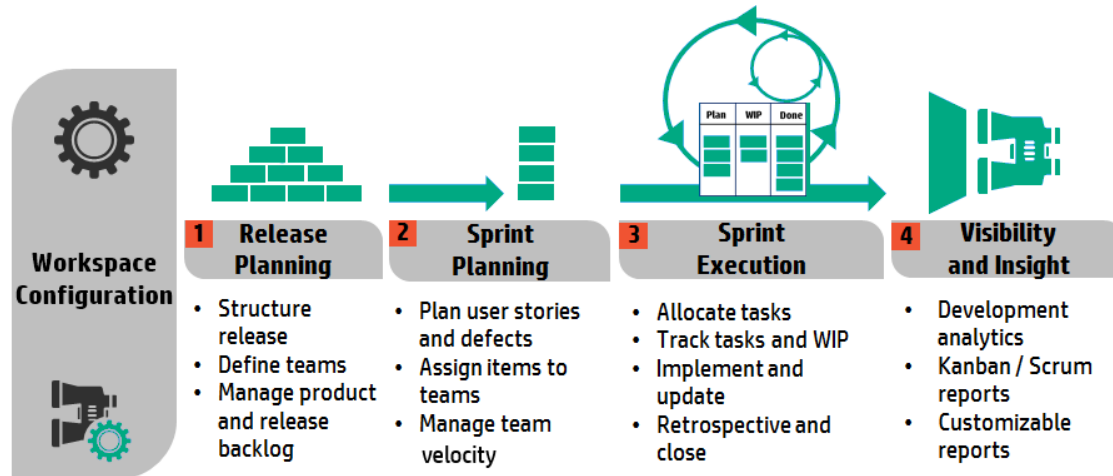 Workspace
Configuration
1 Release
Planning
• Structure
release
• Define teams
• Manage product
and release
backlog
2 Sprint
Planning
• Plan user stories
and defects
• Assign items to
teams
• Manage team
velocity
Plan WIP Done
3 Sprint
Execution
• Allocate tasks
• Track tasks and WIP
• Implement and
update
• Retrospective and
close
4 Visibility
and Insight
• Development
analytics
• Kanban / Scrum
reports
• Customizable
reports